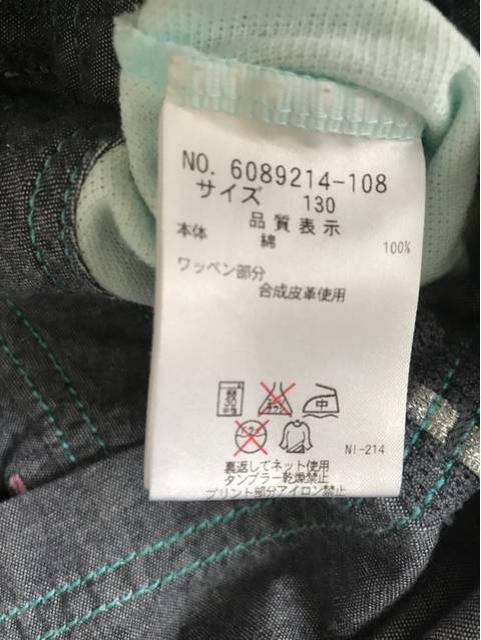 NO. 6089214-108
サイズ 130
品質表示
本体 綿 100%
ワッペン部分
合成皮革使用
中
NI-214
裏返してネット使用
タンブラー乾燥禁止
プリント部分アイロン禁止